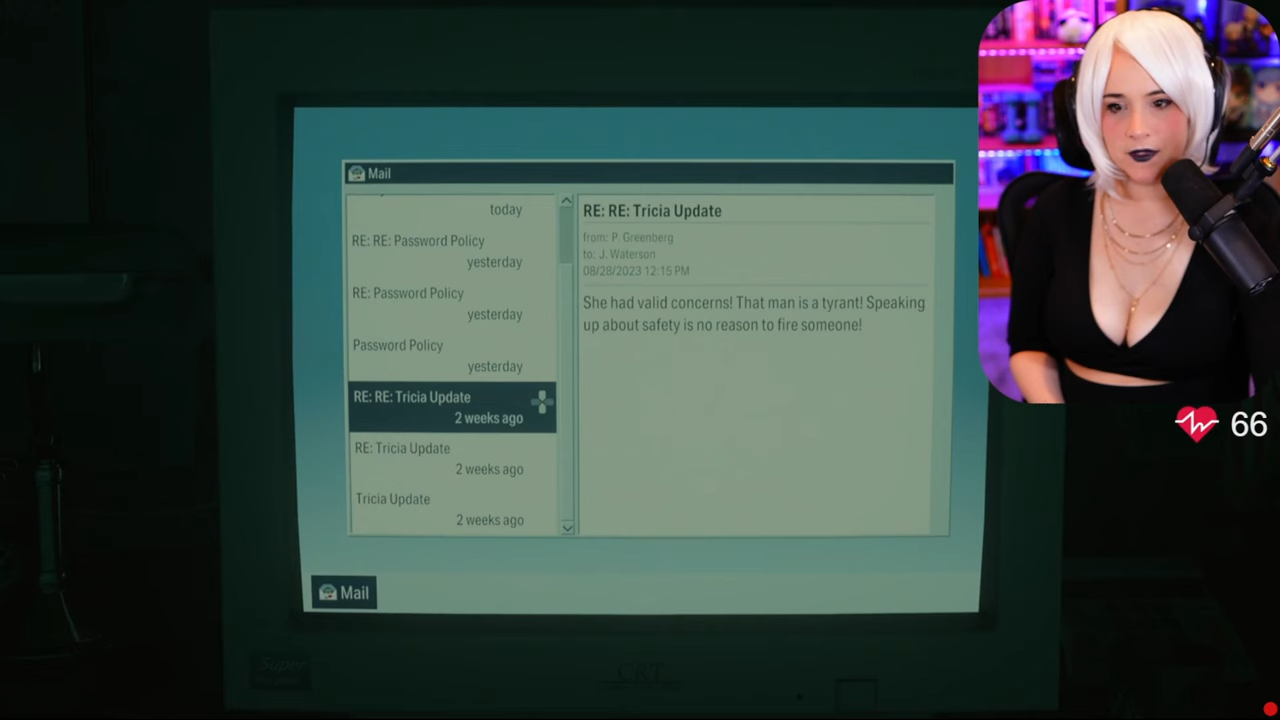 Mail
today
RE: RE: Password Policy
yesterday
RE: Password Policy
yesterday
Password Policy
yesterday
RE: RE: Tricia Update
2 weeks ago
RE: Tricia Update
2 weeks ago
Tricia Update
2 weeks ago
RE: RE: Tricia Update
from: P. Greenberg
to: J. Waterson
08/28/2023 12:15 PM
She had valid concerns! That man is a tyrant! Speaking
up about safety is no reason to fire someone!
Mail
66
Super
CRT